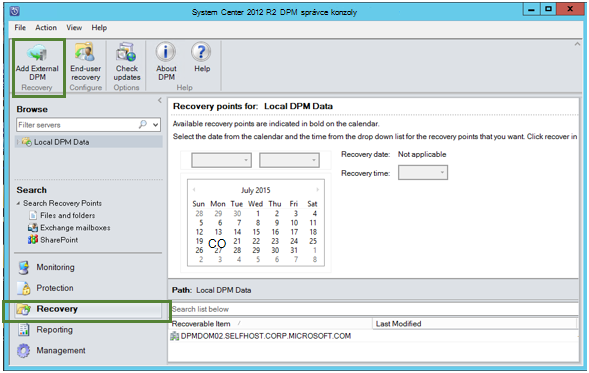 System Center 2012 R2 DPM správce konzoly
File Action View Help
Add External DPM
End-user recovery
Check updates
About DPM
Help
Recovery Configure Options Help
Browse
Filter servers
Local DPM Data
Search
Search Recovery Points
Files and folders
Exchange mailboxes
SharePoint
Monitoring
Protection
Recovery
Reporting
Management
Recovery points for: Local DPM Data
Available recovery points are indicated in bold on the calendar.
Select the date from the calendar and the time from the drop down list for the recovery points that you want. Click recover in
Recovery date: Not applicable
Recovery time:
July 2015
Sun Mon Tue Wed Thu Fri Sat
28 29 30 1 2 3 4
5 6 7 8 9 10 11
12 13 14 15 16 17 18
19 CO 21 22 23 24 25
26 27 28 29 30 31 1
2 3 4 5 6 7 8
Path: Local DPM Data
Search list below
Recoverable Item Last Modified
DPMDOM02.SELFHOST.CORP.MICROSOFT.COM